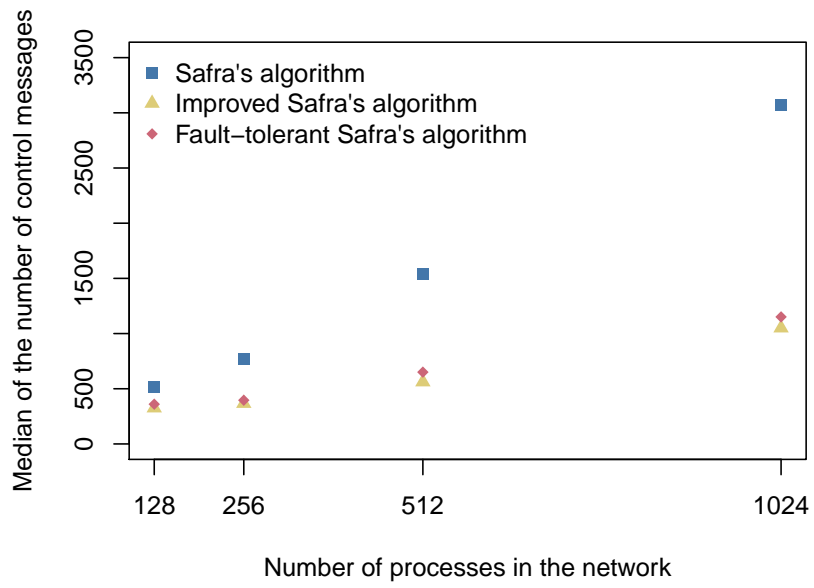 Median of the number of control messages
3500
2500
1500
500
0
Safra's algorithm
Improved Safra's algorithm
Fault−tolerant Safra's algorithm
128 256 512 1024
Number of processes in the network